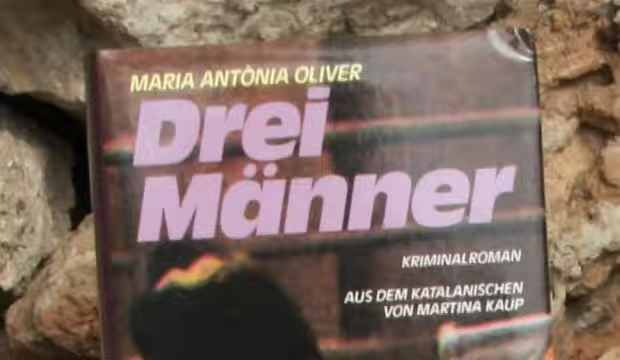 MARIA ANTÒNIA OLIVER
Drei
Männer
KRIMINALROMAN
AUS DEM KATALANISCHEN
VON MARTINA KAUP